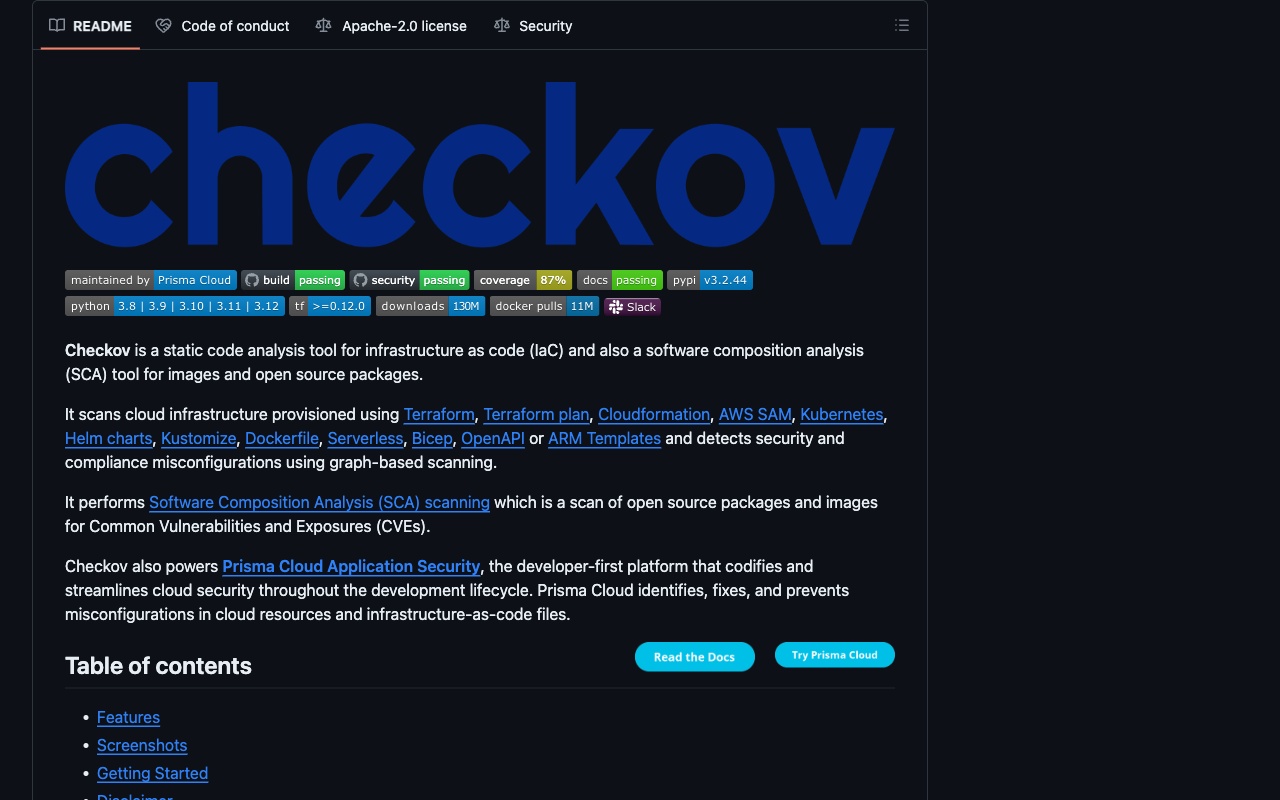 README Code of conduct Apache-2.0 license Security
checkov
maintained by Prisma Cloud build passing security passing coverage 87% docs passing pypi v3.2.44
python 3.8 | 3.9 | 3.10 | 3.11 | 3.12 tf >=0.12.0 downloads 130M docker pulls 11M Slack
Checkov is a static code analysis tool for infrastructure as code (IaC) and also a software composition analysis
(SCA) tool for images and open source packages.
It scans cloud infrastructure provisioned using Terraform, Terraform plan, Cloudformation, AWS SAM, Kubernetes,
Helm charts, Kustomize, Dockerfile, Serverless, Bicep, OpenAPI or ARM Templates and detects security and
compliance misconfigurations using graph-based scanning.
It performs Software Composition Analysis (SCA) scanning which is a scan of open source packages and images
for Common Vulnerabilities and Exposures (CVEs).
Checkov also powers Prisma Cloud Application Security, the developer-first platform that codifies and
streamlines cloud security throughout the development lifecycle. Prisma Cloud identifies, fixes, and prevents
misconfigurations in cloud resources and infrastructure-as-code files.
Table of contents Read the Docs Try Prisma Cloud
Features
Screenshots
Getting Started
Disclaimer